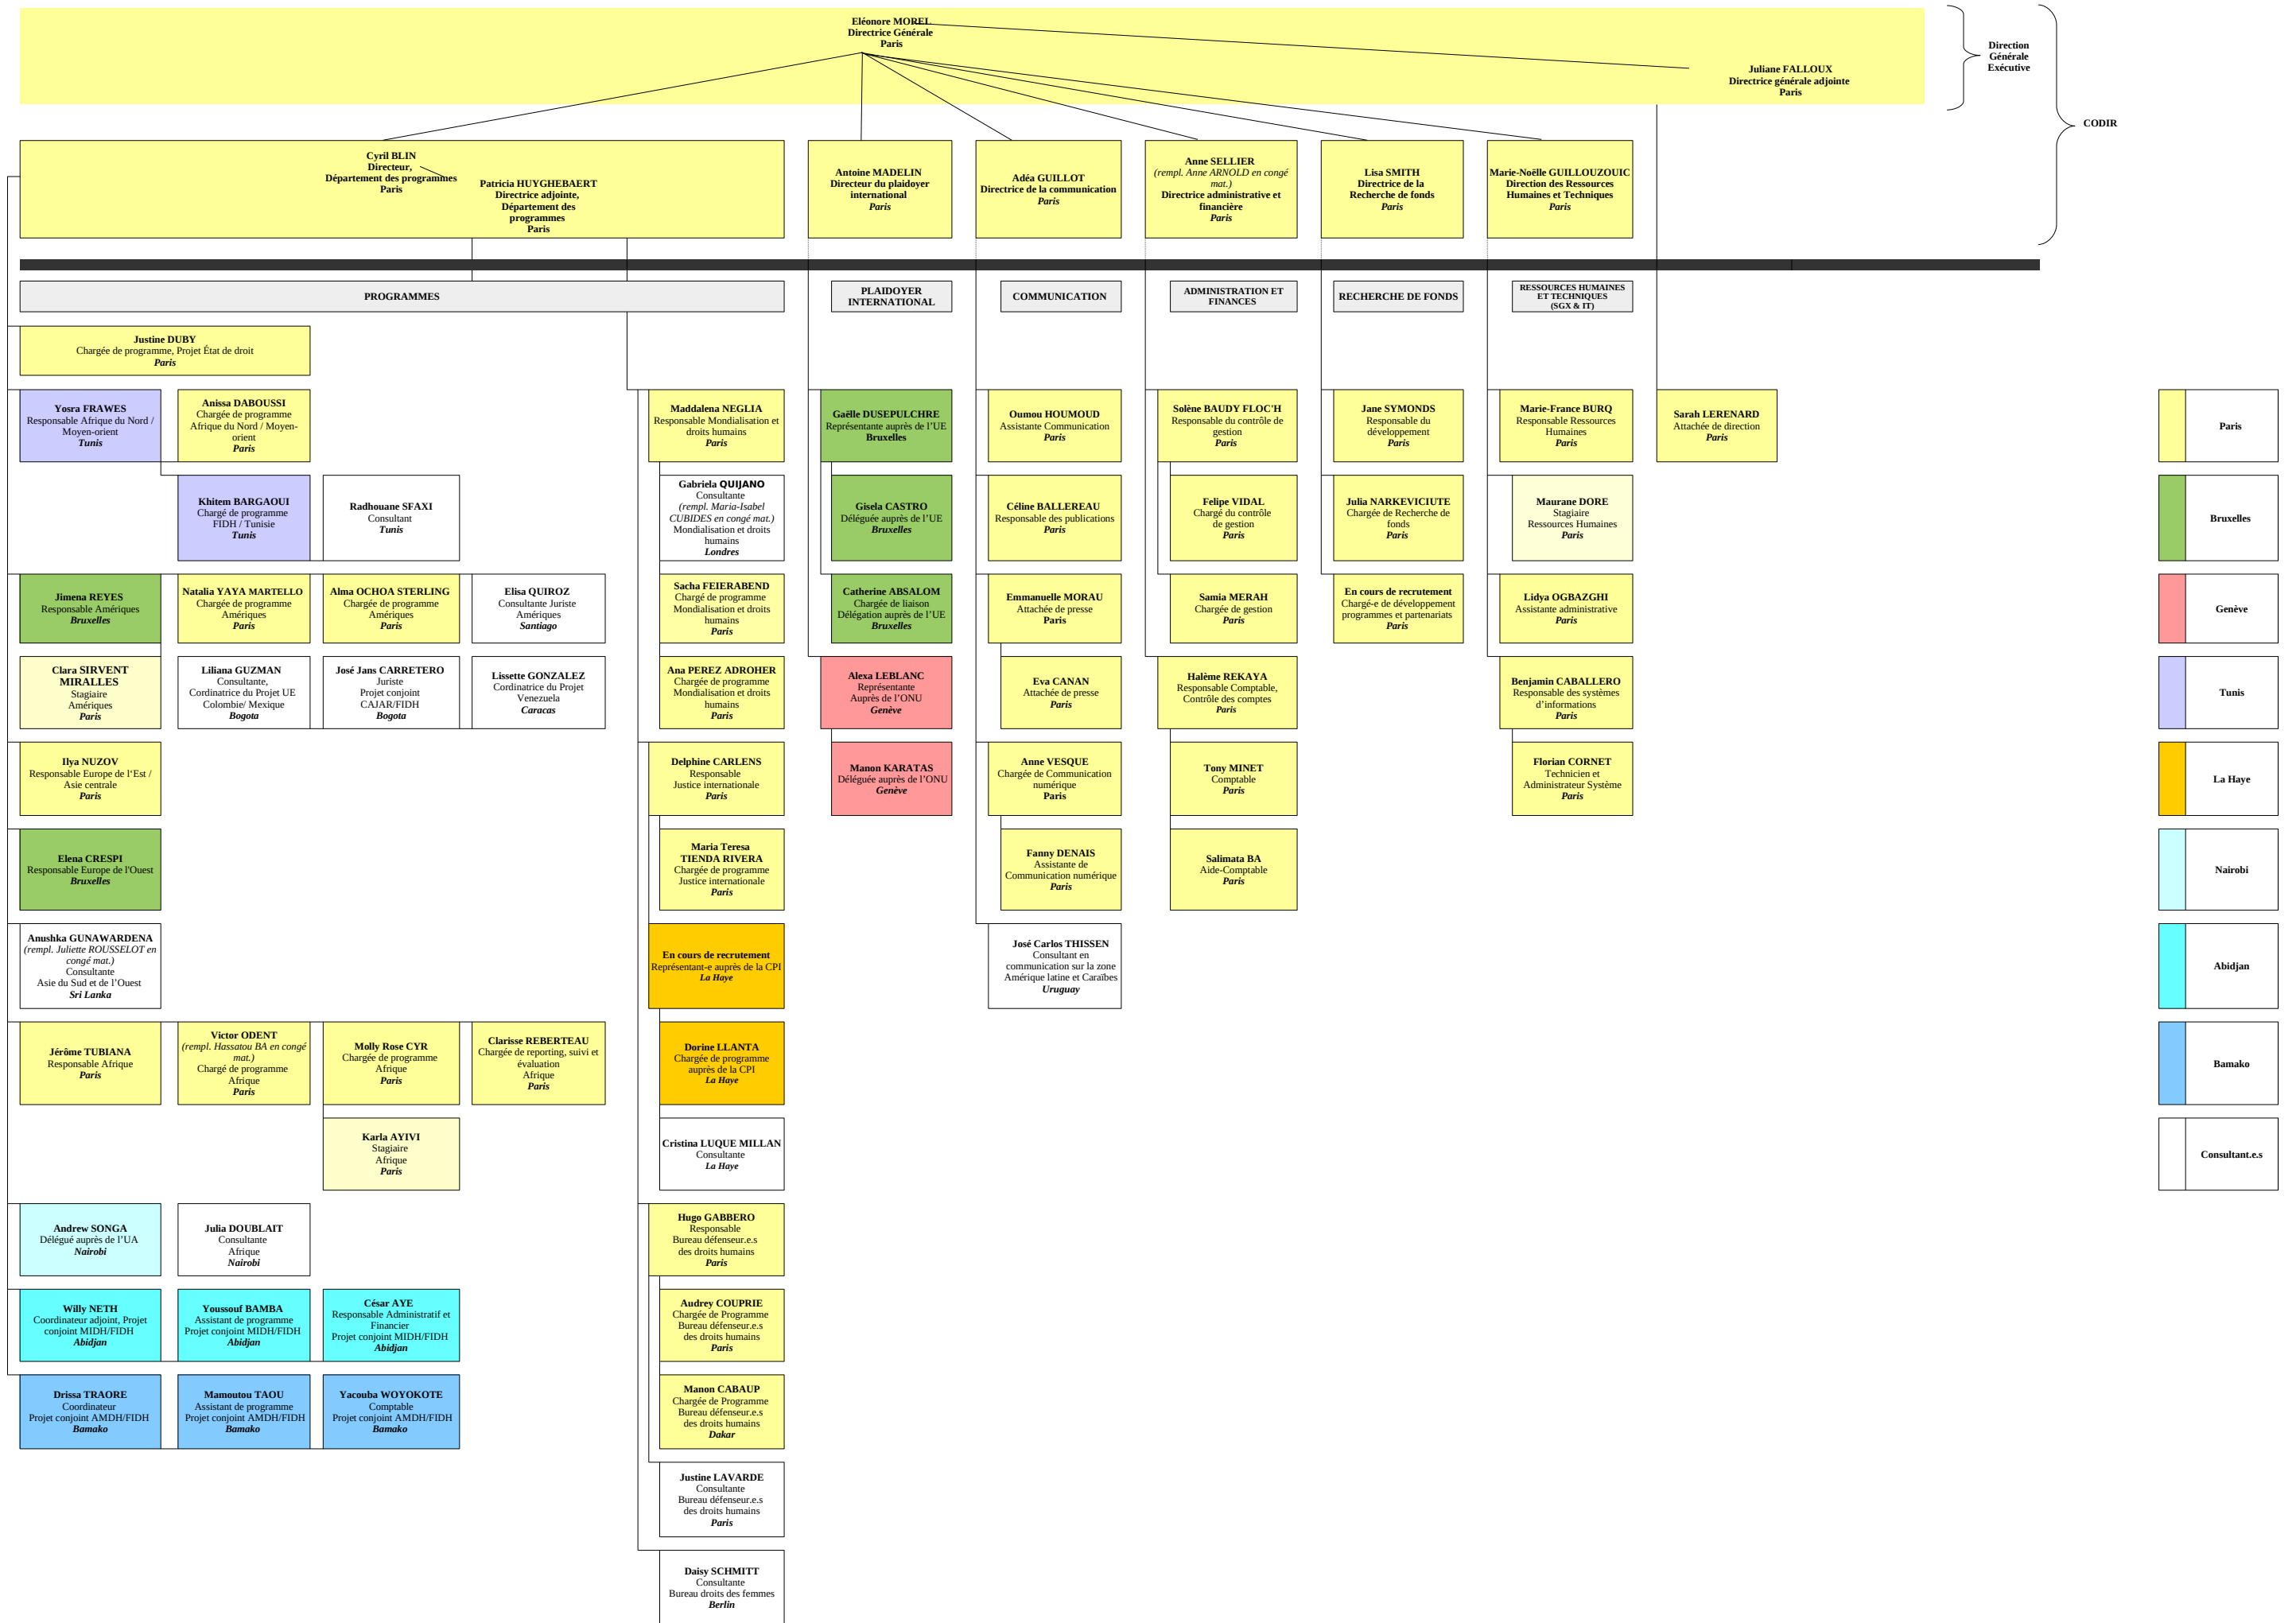 Eléonore MOREL
Directrice Générale
Paris
Juliane FALLOUX
Directrice générale adjointe
Paris
Direction
Générale
Exécutive
CODIR
Cyril BLIN
Directeur,
Département des programmes
Paris
Patricia HUYGHEBAERT
Directrice adjointe,
Département des
programmes
Paris
Antoine MADELIN
Directeur du plaidoyer
international
Paris
Adéa GUILLOT
Directrice de la communication
Paris
Anne SELLIER
(rempl. Anne ARNOLD en congé
mat.)
Directrice administrative et
financière
Paris
Lisa SMITH
Directrice de la
Recherche de fonds
Paris
Marie-Noëlle GUILLOUZOUIC
Direction des Ressources
Humaines et Techniques
Paris
PROGRAMMES
PLAIDOYER
INTERNATIONAL
COMMUNICATION
ADMINISTRATION ET
FINANCES
RECHERCHE DE FONDS
RESSOURCES HUMAINES
ET TECHNIQUES
(SGX & IT)
Justine DUBY
Chargée de programme, Projet État de droit
Paris
Yosra FRAWES
Responsable Afrique du Nord /
Moyen-orient
Tunis
Anissa DABOUSSI
Chargée de programme
Afrique du Nord / Moyen-
orient
Paris
Maddalena NEGLIA
Responsable Mondialisation et
droits humains
Paris
Gaëlle DUSEPULCHRE
Représentante auprès de l'UE
Bruxelles
Oumou HOUMOUD
Assistante Communication
Paris
Solène BAUDY FLOC'H
Responsable du contrôle de
gestion
Paris
Jane SYMONDS
Responsable du
développement
Paris
Marie-France BURQ
Responsable Ressources
Humaines
Paris
Sarah LERENARD
Attachée de direction
Paris
Paris
Khitem BARGAOUI
Chargé de programme
FIDH / Tunisie
Tunis
Radhouane SFAXI
Consultant
Tunis
Gabriela QUIJANO
Consultante
(rempl. Maria-Isabel
CUBIDES en congé mat.)
Mondialisation et droits
humains
Londres
Gisela CASTRO
Déléguée auprès de l'UE
Bruxelles
Céline BALLEREAU
Responsable des publications
Paris
Felipe VIDAL
Chargé du contrôle
de gestion
Paris
Julia NARKEVICIUTE
Chargée de Recherche de
fonds
Paris
Maurane DORE
Stagiaire
Ressources Humaines
Paris
Bruxelles
Jimena REYES
Responsable Amériques
Bruxelles
Natalia YAYA MARTELLO
Chargée de programme
Amériques
Paris
Alma OCHOA STERLING
Chargée de programme
Amériques
Paris
Elisa QUIROZ
Consultante Juriste
Amériques
Santiago
Sacha FEIERABEND
Chargé de programme
Mondialisation et droits
humains
Paris
Catherine ABSALOM
Chargée de liaison
Délégation auprès de l'UE
Bruxelles
Emmanuelle MORAU
Attachée de presse
Paris
Samia MERAH
Chargée de gestion
Paris
En cours de recrutement
Chargé-e de développement
programmes et partenariats
Paris
Lidya OGBAZGHI
Assistante administrative
Paris
Genève
Clara SIRVENT
MIRALLES
Stagiaire
Amériques
Paris
Liliana GUZMAN
Consultante,
Cordinatrice du Projet UE
Colombie/ Mexique
Bogota
José Jans CARRETERO
Juriste
Projet conjoint
CAJAR/FIDH
Bogota
Lissette GONZALEZ
Cordinatrice du Projet
Venezuela
Caracas
Ana PEREZ ADROHER
Chargée de programme
Mondialisation et droits
humains
Paris
Alexa LEBLANC
Représentante
Auprès de l'ONU
Genève
Eva CANAN
Attachée de presse
Paris
Halème REKAYA
Responsable Comptable,
Contrôle des comptes
Paris
Benjamin CABALLERO
Responsable des systèmes
d'informations
Paris
Tunis
Ilya NUZOV
Responsable Europe de l'Est /
Asie centrale
Paris
Delphine CARLENS
Responsable
Justice internationale
Paris
Manon KARATAS
Déléguée auprès de l'ONU
Genève
Anne VESQUE
Chargée de Communication
numérique
Paris
Tony MINET
Comptable
Paris
Florian CORNET
Technicien et
Administrateur Système
Paris
La Haye
Elena CRESPI
Responsable Europe de l'Ouest
Bruxelles
Maria Teresa
TIENDA RIVERA
Chargée de programme
Justice internationale
Paris
Fanny DENAIS
Assistante de
Communication numérique
Paris
Salimata BA
Aide-Comptable
Paris
Nairobi
Anushka GUNAWARDENA
(rempl. Juliette ROUSSELOT en
congé mat.)
Consultante
Asie du Sud et de l'Ouest
Sri Lanka
En cours de recrutement
Représentant-e auprès de la CPI
La Haye
José Carlos THISSEN
Consultant en
communication sur la zone
Amérique latine et Caraïbes
Uruguay
Abidjan
Jérôme TUBIANA
Responsable Afrique
Paris
Victor ODENT
(rempl. Hassatou BA en congé
mat.)
Chargé de programme
Afrique
Paris
Molly Rose CYR
Chargée de programme
Afrique
Paris
Clarisse REBERTEAU
Chargée de reporting, suivi et
évaluation
Afrique
Paris
Dorine LLANTA
Chargée de programme
auprès de la CPI
La Haye
Bamako
Karla AYIVI
Stagiaire
Afrique
Paris
Cristina LUQUE MILLAN
Consultante
La Haye
Consultant.e.s
Andrew SONGA
Délégué auprès de l'UA
Nairobi
Julia DOUBLAIT
Consultante
Afrique
Nairobi
Hugo GABBERO
Responsable
Bureau défenseur.e.s
des droits humains
Paris
Willy NETH
Coordinateur adjoint, Projet
conjoint MIDH/FIDH
Abidjan
Youssouf BAMBA
Assistant de programme
Projet conjoint MIDH/FIDH
Abidjan
César AYE
Responsable Administratif et
Financier
Projet conjoint MIDH/FIDH
Abidjan
Audrey COUPRIE
Chargée de Programme
Bureau défenseur.e.s
des droits humains
Paris
Drissa TRAORE
Coordinateur
Projet conjoint AMDH/FIDH
Bamako
Mamoutou TAOU
Assistant de programme
Projet conjoint AMDH/FIDH
Bamako
Yacouba WOYOKOTE
Comptable
Projet conjoint AMDH/FIDH
Bamako
Manon CABAUP
Chargée de Programme
Bureau défenseur.e.s
des droits humains
Dakar
Justine LAVARDE
Consultante
Bureau défenseur.e.s
des droits humains
Paris
Daisy SCHMITT
Consultante
Bureau droits des femmes
Berlin